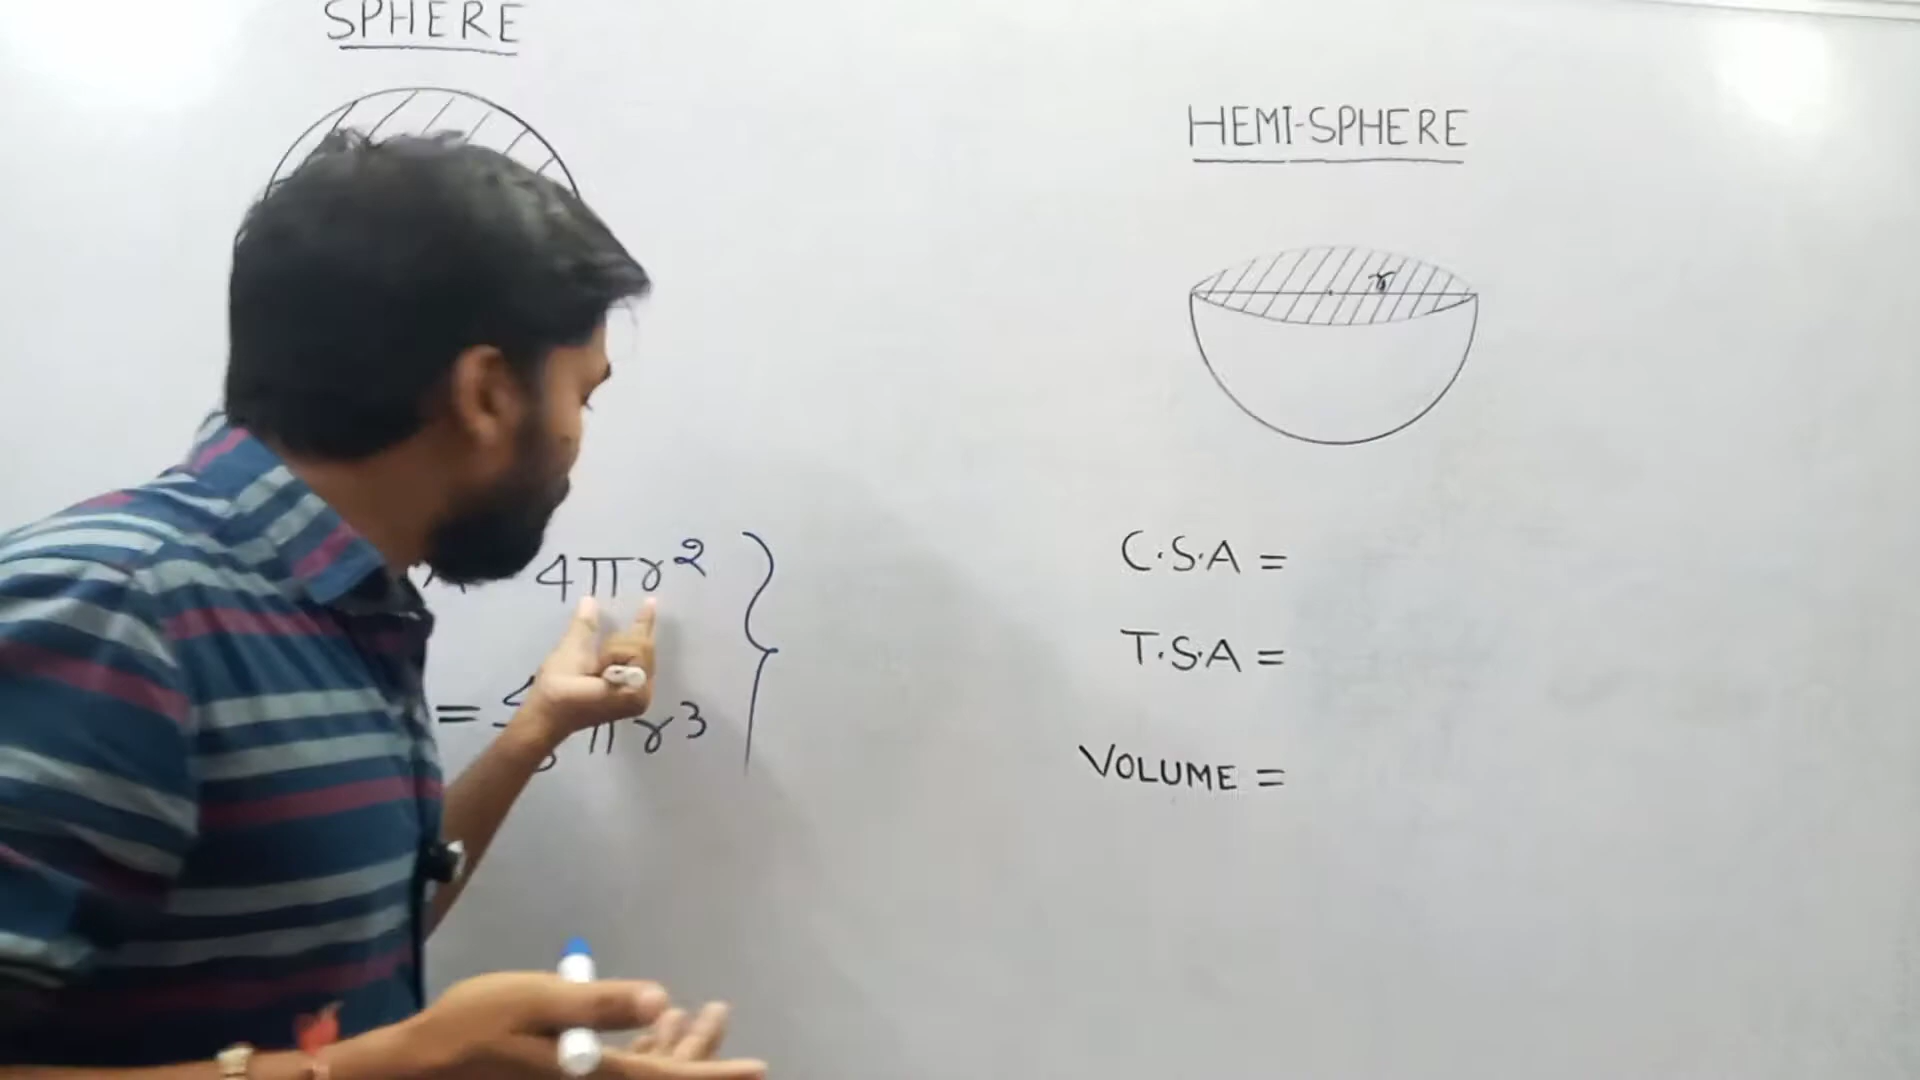 SPHERE
4πr²
= πr³
HEMI-SPHERE
r
C.S.A =
T.S.A =
VOLUME =